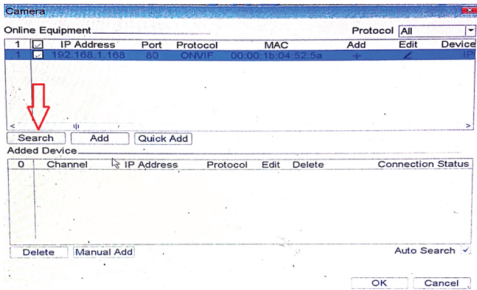 Camera
Online Equipment Protocol All
1 IP Address Port Protocol MAC Add Edit Device
1 192.168.1.168 80 ONVIF 00:00:1b:04:52:5a + IP
Search Add Quick Add
Added Device
0 Channel IP Address Protocol Edit Delete Connection Status
Delete Manual Add Auto Search
OK Cancel